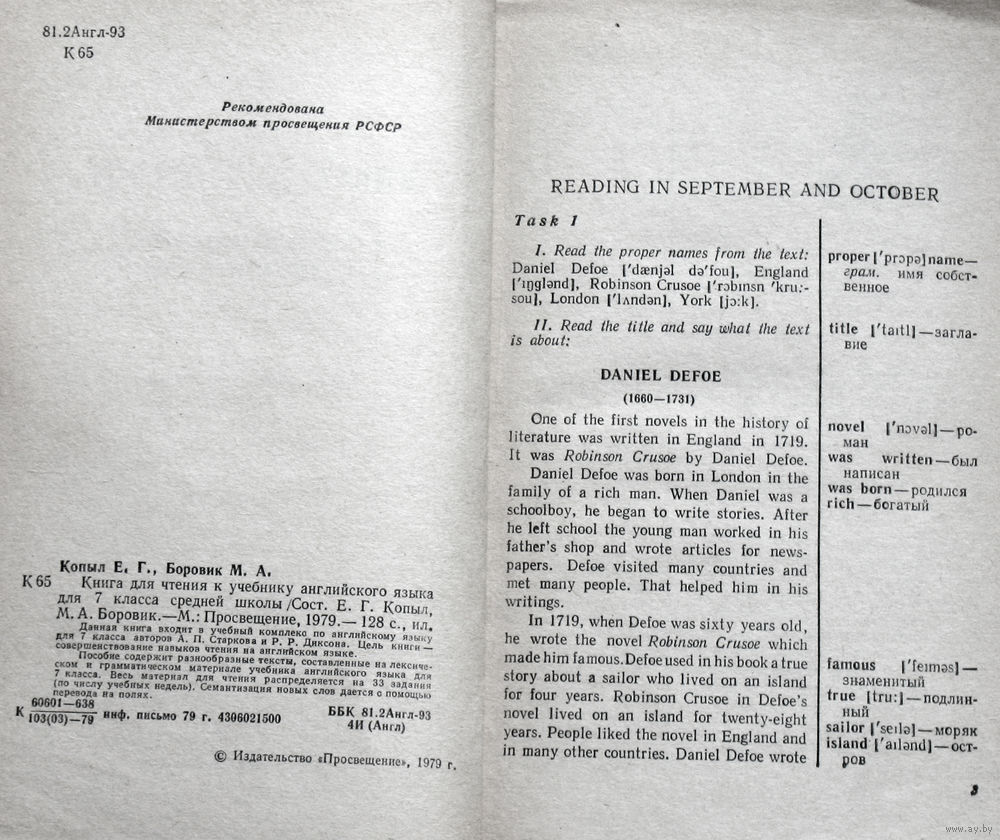 81.2Англ-93
К 65
Рекомендована
Министерством просвещения РСФСР
Копыл Е. Г., Боровик М. А.
К 65 Книга для чтения к учебнику английского языка
для 7 класса средней школы /Сост. Е. Г. Копыл,
М. А. Боровик.—М.: Просвещение, 1979.— 128 с., ил.
Данная книга входит в учебный комплекс по английскому языку
для 7 класса авторов А. П. Старкова и Р. Р. Диксона. Цель книги —
совершенствование навыков чтения на английском языке.
Пособие содержит разнообразные тексты, составленные на лексиче-
ском и грамматическом материале учебника английского языка для
7 класса. Весь материал для чтения распределяется на 33 задания
(по числу учебных недель). Семантизация новых слов дается с помощью
перевода на полях.
60601—638
К 103(03)—79 инф. письмо 79 г. 4306021500
ББК 81.2Англ-93
4И (Англ)
© Издательство «Просвещение», 1979 г.
READING IN SEPTEMBER AND OCTOBER
Task 1
I. Read the proper names from the text:
Daniel Defoe ['dænjəl də'fou], England
['ɪŋglənd], Robinson Crusoe ['rɔbɪnsn 'kru:-
sou], London ['lʌndən], York [jɔ:k].
II. Read the title and say what the text
is about:
DANIEL DEFOE
(1660—1731)
One of the first novels in the history of
literature was written in England in 1719.
It was Robinson Crusoe by Daniel Defoe.
Daniel Defoe was born in London in the
family of a rich man. When Daniel was a
schoolboy, he began to write stories. After
he left school the young man worked in his
father's shop and wrote articles for news-
papers. Defoe visited many countries and
met many people. That helped him in his
writings.
In 1719, when Defoe was sixty years old,
he wrote the novel Robinson Crusoe which
made him famous. Defoe used in his book a true
story about a sailor who lived on an island
for four years. Robinson Crusoe in Defoe's
novel lived on an island for twenty-eight
years. People liked the novel in England and
in many other countries. Daniel Defoe wrote
proper ['prɔpə] name—
грам. имя собст-
венное
title ['taɪtl] — загла-
вие
novel ['nɔvəl] — ро-
ман
was written — был
написан
was born — родился
rich — богатый
famous ['feɪməs] —
знаменитый
true [tru:] — подлин-
ный
sailor ['seɪlə] — моряк
island ['aɪlənd] — ост-
ров
3
www.ay.by